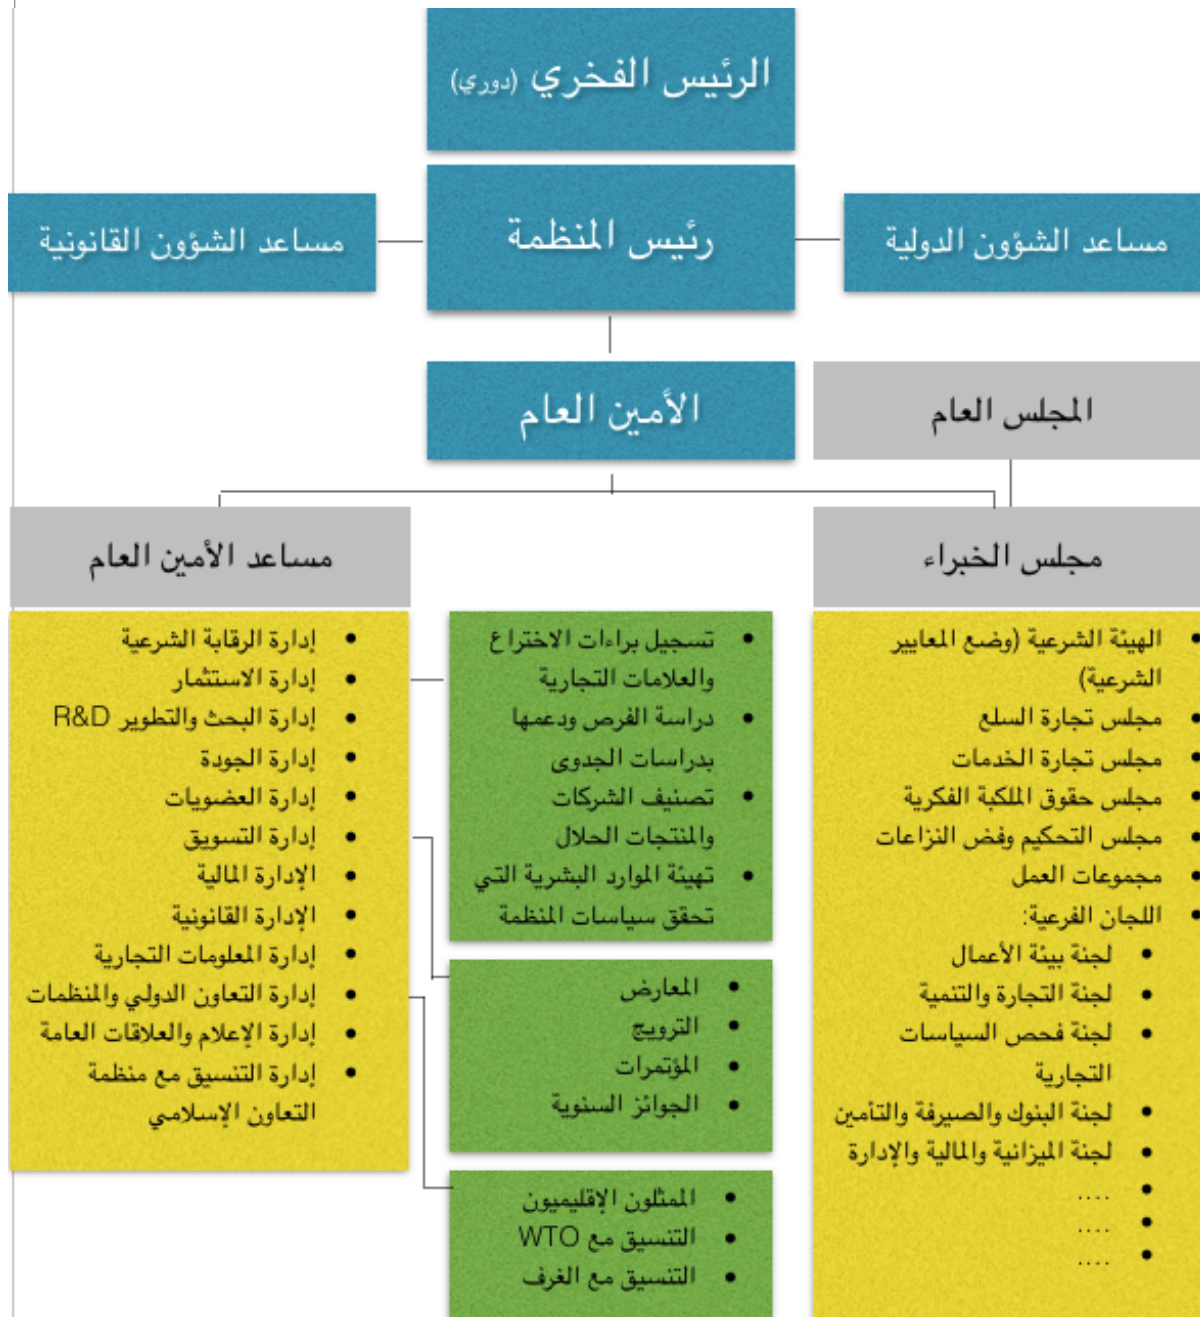 الرئيس الفخري (دوري)
مساعد الشؤون الدولية
رئيس المنظمة
مساعد الشؤون القانونية
المجلس العام
الأمين العام
مجلس الخبراء
مساعد الأمين العام
• الهيئة الشرعية (وضع المعايير
الشرعية)
• مجلس تجارة السلع
• مجلس تجارة الخدمات
• مجلس حقوق الملكبة الفكرية
• مجلس التحكيم وفض النزاعات
• مجموعات العمل
• اللجان الفرعية:
• لجنة بيئة الأعمال
• لجنة التجارة والتنمية
• لجنة فحص السياسات
التجارية
• لجنة البنوك والصيرفة والتأمين
• لجنة الميزانية والمالية والإدارة
• ....
• ....
• ....
• تسجيل براءات الاختراع
والعلامات التجارية
• دراسة الفرص ودعمها
بدراسات الجدوى
• تصنيف الشركات
والمنتجات الحلال
• تهيئة الموارد البشرية التي
تحقق سياسات المنظمة
• المعارض
• الترويج
• المؤتمرات
• الجوائز السنوية
• الممثلون الإقليميون
• التنسيق مع WTO
• التنسيق مع الغرف
• إدارة الرقابة الشرعية
• إدارة الاستثمار
• إدارة البحث والتطوير R&D
• إدارة الجودة
• إدارة العضويات
• إدارة التسويق
• الإدارة المالية
• الإدارة القانونية
• إدارة المعلومات التجارية
• إدارة التعاون الدولي والمنظمات
• إدارة الإعلام والعلاقات العامة
• إدارة التنسيق مع منظمة
التعاون الإسلامي